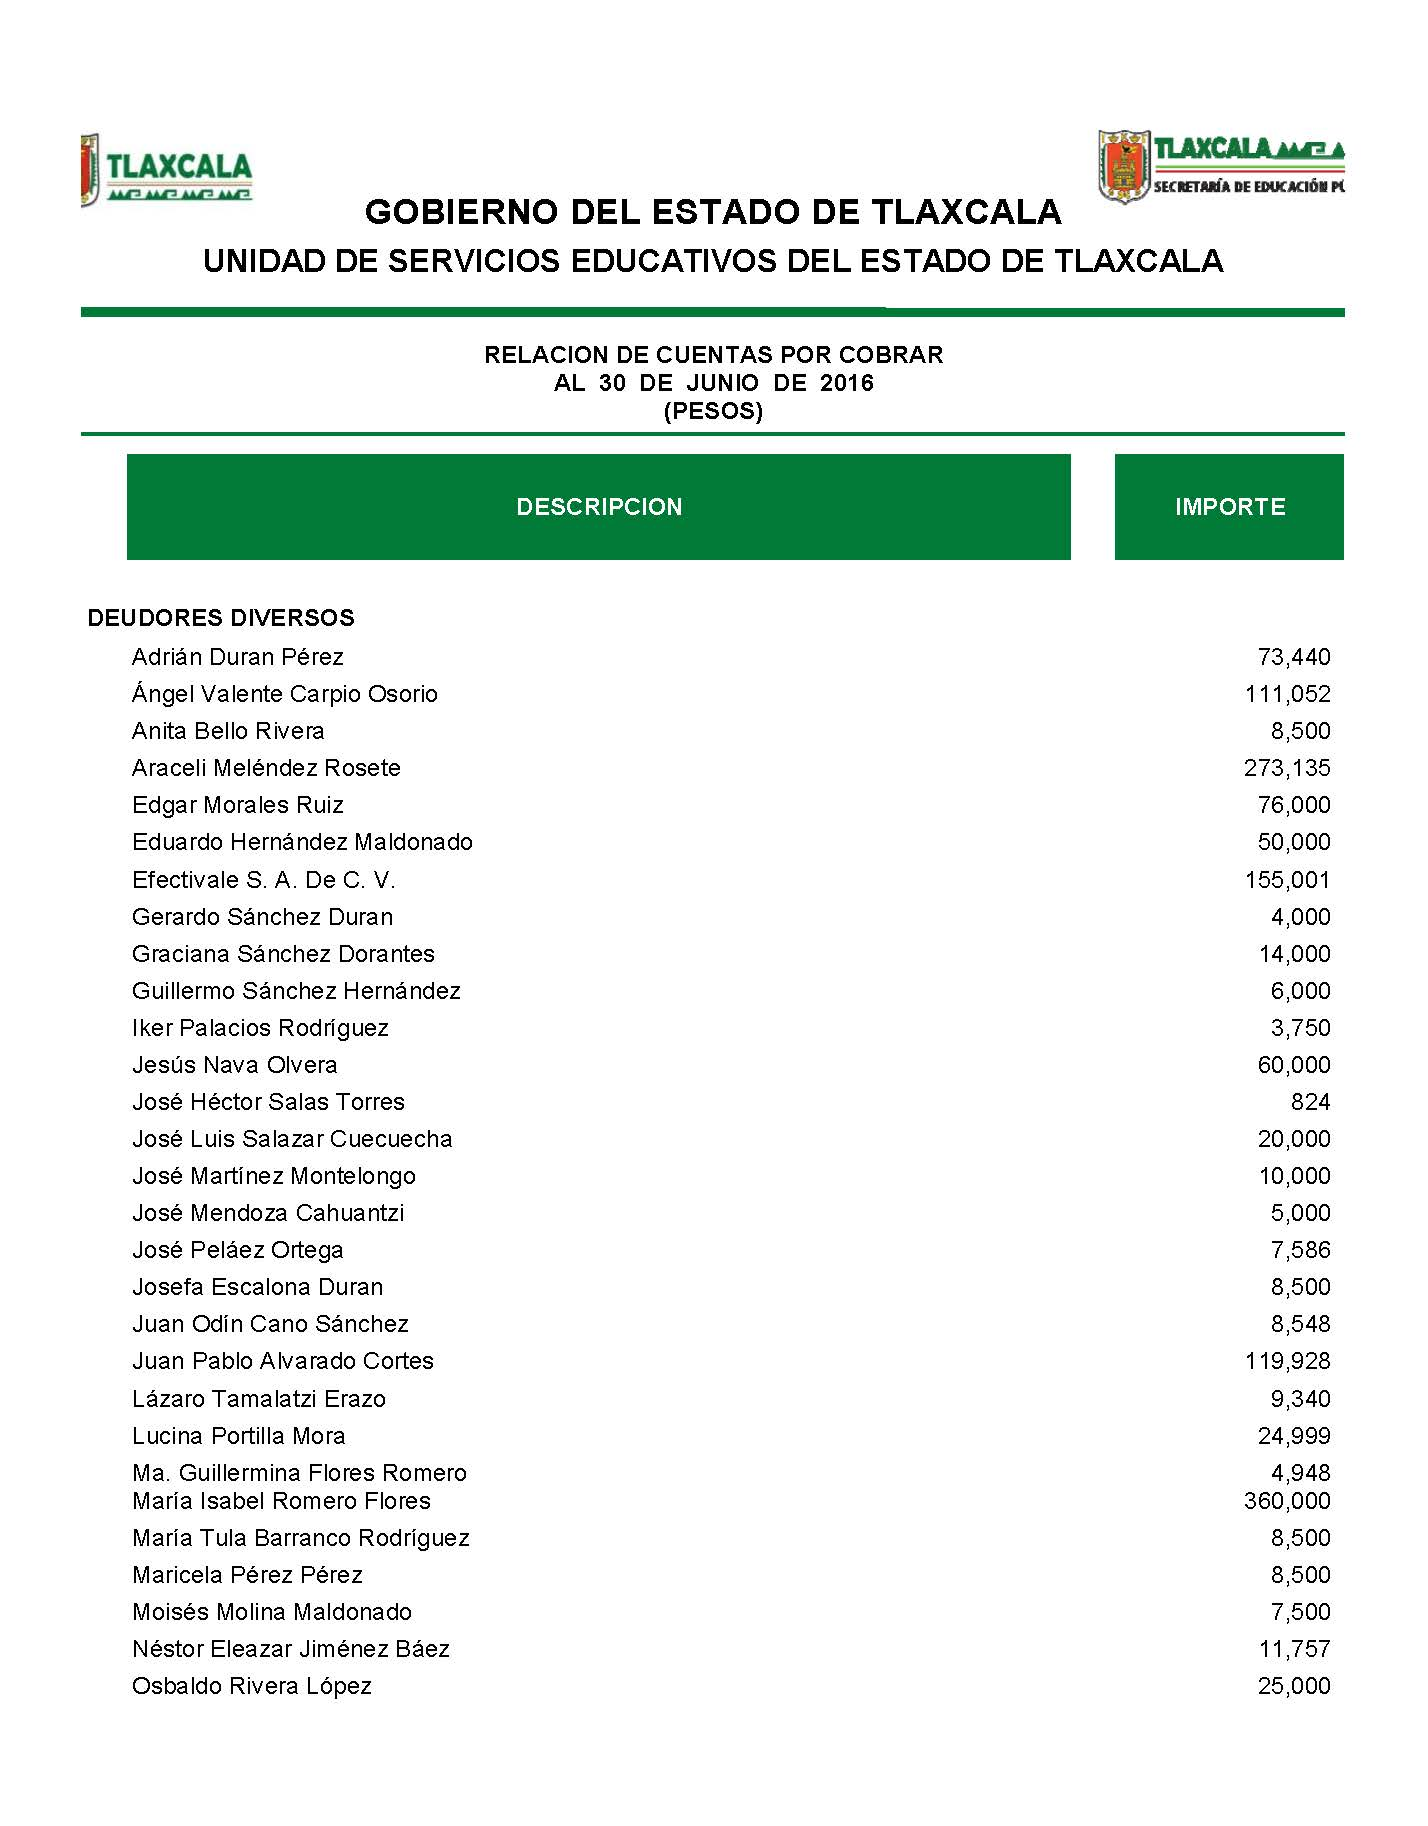 TLAXCALA
TLAXCALA
SECRETARÍA DE EDUCACIÓN
GOBIERNO DEL ESTADO DE TLAXCALA
UNIDAD DE SERVICIOS EDUCATIVOS DEL ESTADO DE TLAXCALA
RELACION DE CUENTAS POR COBRAR
AL 30 DE JUNIO DE 2016
(PESOS)
DESCRIPCION IMPORTE
DEUDORES DIVERSOS
Adrián Duran Pérez 73,440
Ángel Valente Carpio Osorio 111,052
Anita Bello Rivera 8,500
Araceli Meléndez Rosete 273,135
Edgar Morales Ruiz 76,000
Eduardo Hernández Maldonado 50,000
Efectivale S. A. De C. V. 155,001
Gerardo Sánchez Duran 4,000
Graciana Sánchez Dorantes 14,000
Guillermo Sánchez Hernández 6,000
Iker Palacios Rodríguez 3,750
Jesús Nava Olvera 60,000
José Héctor Salas Torres 824
José Luis Salazar Cuecuecha 20,000
José Martínez Montelongo 10,000
José Mendoza Cahuantzi 5,000
José Peláez Ortega 7,586
Josefa Escalona Duran 8,500
Juan Odín Cano Sánchez 8,548
Juan Pablo Alvarado Cortes 119,928
Lázaro Tamalatzi Erazo 9,340
Lucina Portilla Mora 24,999
Ma. Guillermina Flores Romero 4,948
María Isabel Romero Flores 360,000
María Tula Barranco Rodríguez 8,500
Maricela Pérez Pérez 8,500
Moisés Molina Maldonado 7,500
Néstor Eleazar Jiménez Báez 11,757
Osbaldo Rivera López 25,000